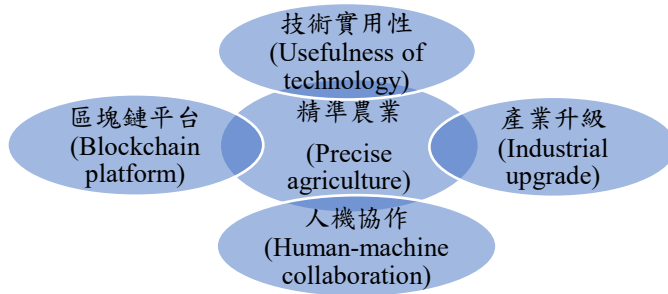 技術實用性
(Usefulness of
technology)
區塊鏈平台
(Blockchain
platform)
精準農業
(Precise
agriculture)
產業升級
(Industrial
upgrade)
人機協作
(Human-machine
collaboration)